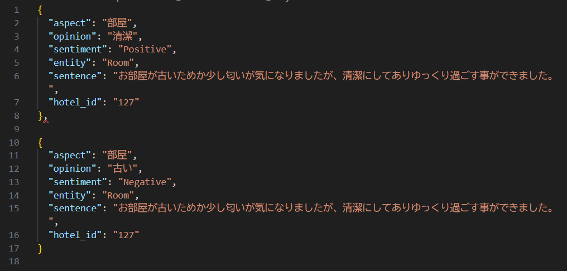 1 {
2 "aspect": "部屋",
3 "opinion": "清潔",
4 "sentiment": "Positive",
5 "entity": "Room",
6 "sentence": "お部屋が古いためか少し匂いが気になりましたが、清潔にしてありゆっくり過ごす事ができました。
",
7 "hotel_id": "127"
8 },
9
10 {
11 "aspect": "部屋",
12 "opinion": "古い",
13 "sentiment": "Negative",
14 "entity": "Room",
15 "sentence": "お部屋が古いためか少し匂いが気になりましたが、清潔にしてありゆっくり過ごす事ができました。
",
16 "hotel_id": "127"
17 }
18